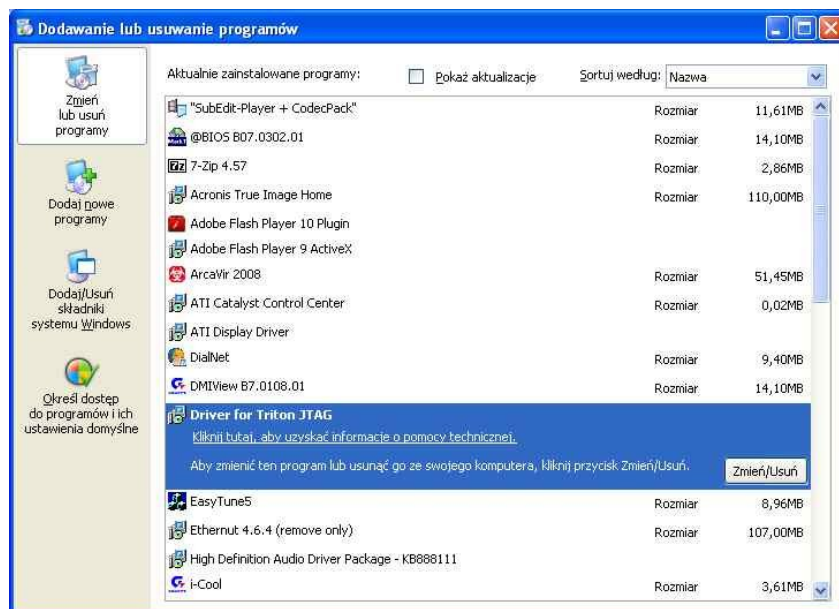 Dodawanie lub usuwanie programów
Zmień
lub usuń
programy
Dodaj nowe
programy
Dodaj/Usuń
składniki
systemu Windows
Określ dostęp
do programów i ich
ustawienia domyślne
Aktualnie zainstalowane programy:
Pokaż aktualizacje
Sortuj według: Nazwa
"SubEdit-Player + CodecPack" Rozmiar 11,61MB
@BIOS B07.0302.01 Rozmiar 14,10MB
7-Zip 4.57 Rozmiar 2,86MB
Acronis True Image Home Rozmiar 110,00MB
Adobe Flash Player 10 Plugin
Adobe Flash Player 9 ActiveX
ArcaVir 2008 Rozmiar 51,45MB
ATI Catalyst Control Center Rozmiar 0,02MB
ATI Display Driver
DialNet Rozmiar 9,40MB
DMIView B7.0108.01 Rozmiar 14,10MB
Driver for Triton JTAG
Kliknij tutaj, aby uzyskać informacje o pomocy technicznej.
Aby zmienić ten program lub usunąć go ze swojego komputera, kliknij przycisk Zmień/Usuń. Zmień/Usuń
EasyTune5 Rozmiar 8,96MB
Ethernut 4.6.4 (remove only) Rozmiar 107,00MB
High Definition Audio Driver Package - KB888111
i-Cool Rozmiar 3,61MB